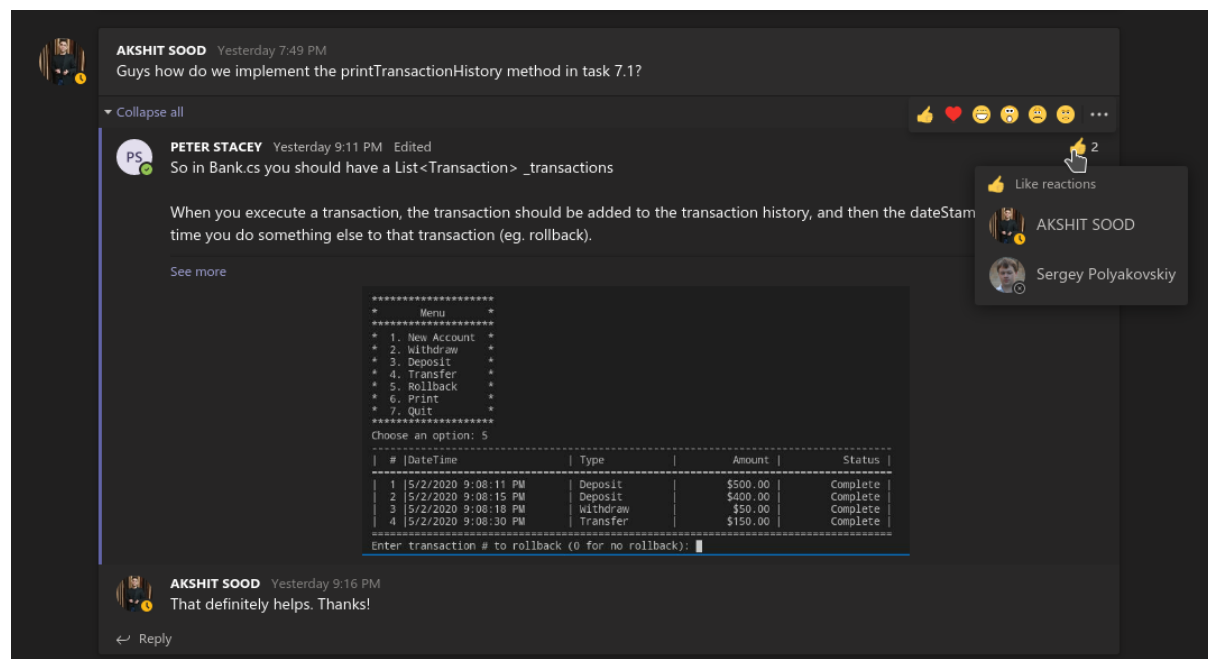 AKSHIT SOOD Yesterday 7:49 PM
Guys how do we implement the printTransactionHistory method in task 7.1?
Collapse all
PS
PETER STACEY Yesterday 9:11 PM Edited
2
So in Bank.cs you should have a List<Transaction> _transactions
Like reactions
When you excecute a transaction, the transaction should be added to the transaction history, and then the dateStam
AKSHIT SOOD
time you do something else to that transaction (eg. rollback).
See more
Sergey Polyakovskiy
*********************
* Menu *
*********************
* 1. New Account *
* 2. Withdraw *
* 3. Deposit *
* 4. Transfer *
* 5. Rollback *
* 6. Print *
* 7. Quit *
*********************
Choose an option: 5
| # |DateTime | Type | Amount | Status |
| 1 |5/2/2020 9:08:11 PM | Deposit | $500.00 | Complete |
| 2 |5/2/2020 9:08:15 PM | Deposit | $400.00 | Complete |
| 3 |5/2/2020 9:08:18 PM | Withdraw | $50.00 | Complete |
| 4 |5/2/2020 9:08:30 PM | Transfer | $150.00 | Complete |
Enter transaction # to rollback (0 for no rollback):
AKSHIT SOOD Yesterday 9:16 PM
That definitely helps. Thanks!
Reply